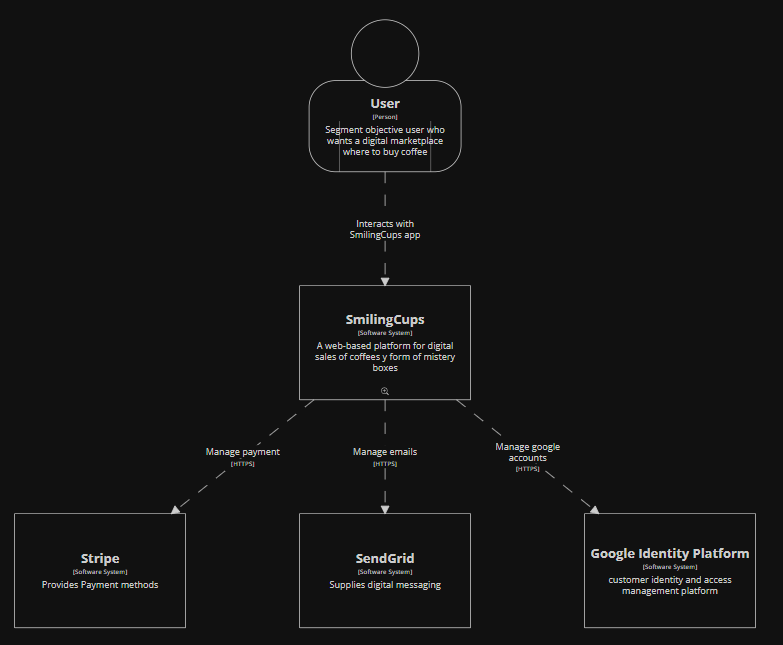 User
[Person]
Segment objective user who
wants a digital marketplace
where to buy coffee
Interacts with
SmilingCups app
SmilingCups
[Software System]
A web-based platform for digital
sales of coffees y form of mistery
boxes
Manage payment
[HTTPS]
Manage emails
[HTTPS]
Manage google
accounts
[HTTPS]
Stripe
[Software System]
Provides Payment methods
SendGrid
[Software System]
Supplies digital messaging
Google Identity Platform
[Software System]
customer identity and access
management platform